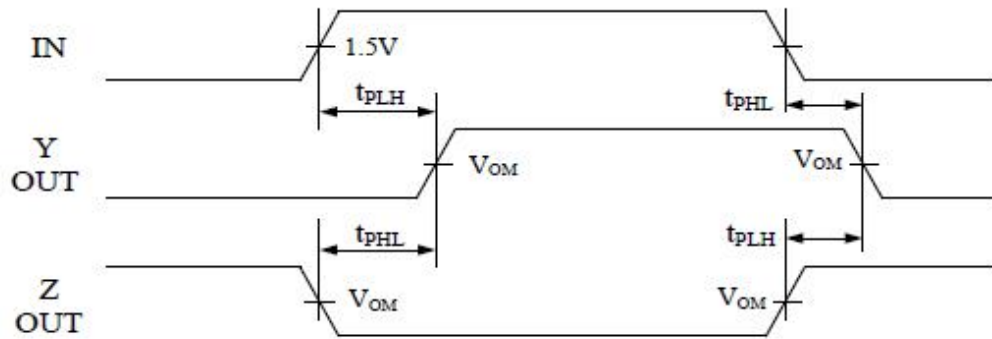 IN
1.5V
tPLH
tPHL
Y
OUT
VOM
VOM
tPHL
tPLH
Z
OUT
VOM
VOM